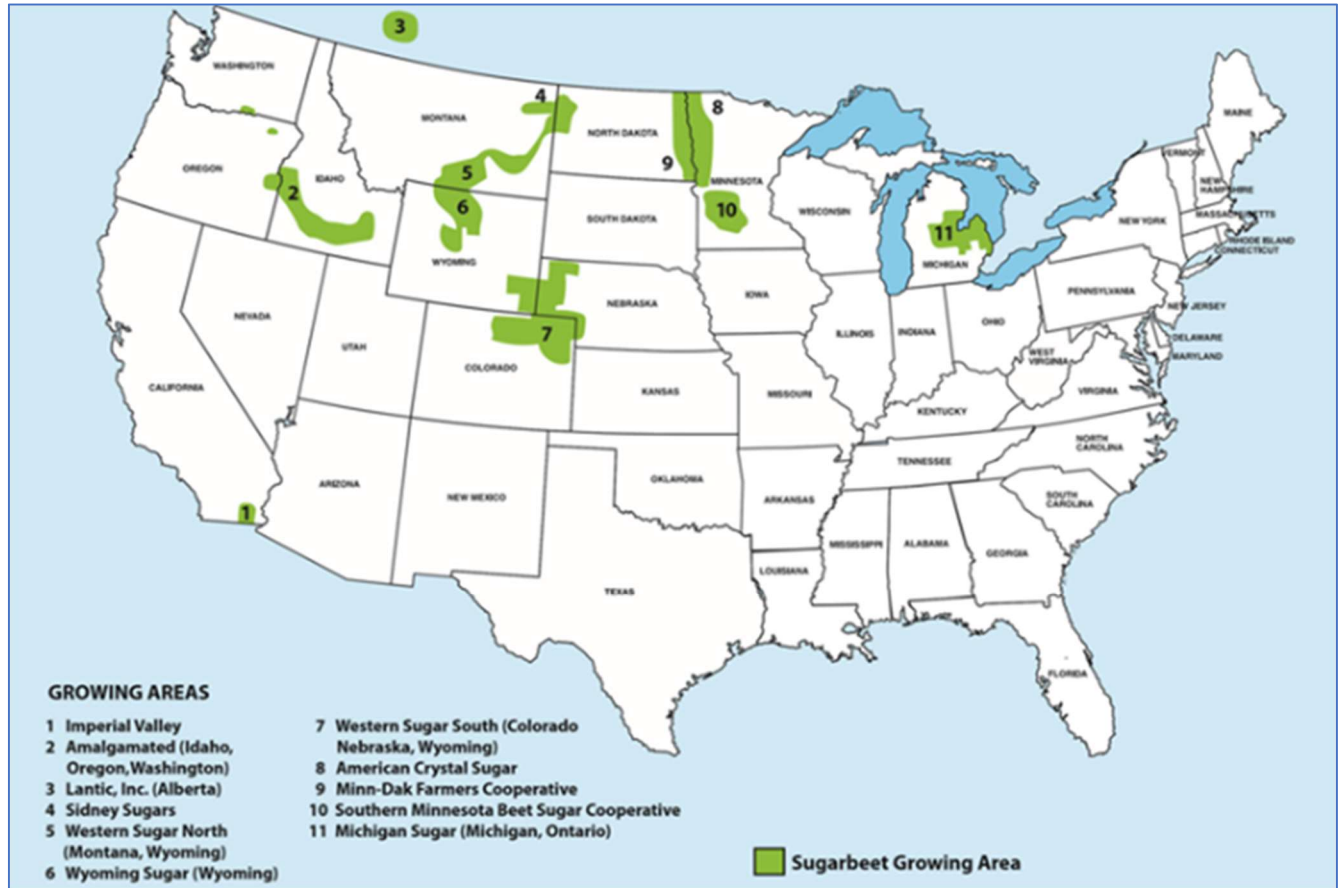 3
WASHINGTON
MONTANA
4
NORTH DAKOTA
8
9
MINNESOTA
OREGON
IDAHO
2
5
6
WYOMING
SOUTH DAKOTA
10
WISCONSIN
11
MICHIGAN
MAINE
VERMONT
NEW
HAMPSHIRE
MASSACHUSETTS
RHODE ISLAND
CONNECTICUT
NEW YORK
PENNSYLVANIA
NEW JERSEY
DELAWARE
MARYLAND
NEVADA
UTAH
CALIFORNIA
COLORADO
7
NEBRASKA
IOWA
ILLINOIS
INDIANA
OHIO
WEST
VIRGINIA
VIRGINIA
KANSAS
MISSOURI
KENTUCKY
NORTH
CAROLINA
TENNESSEE
SOUTH
CAROLINA
1
ARIZONA
NEW MEXICO
OKLAHOMA
ARKANSAS
MISSISSIPPI
ALABAMA
GEORGIA
LOUISIANA
TEXAS
FLORIDA
GROWING AREAS
1 Imperial Valley
2 Amalgamated (Idaho,
Oregon,Washington)
3 Lantic, Inc. (Alberta)
4 Sidney Sugars
5 Western Sugar North
(Montana, Wyoming)
6 Wyoming Sugar (Wyoming)
7 Western Sugar South (Colorado
Nebraska, Wyoming)
8 American Crystal Sugar
9 Minn-Dak Farmers Cooperative
10 Southern Minnesota Beet Sugar Cooperative
11 Michigan Sugar (Michigan, Ontario)
Sugarbeet Growing Area